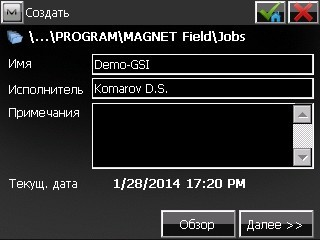 M Создать
\...\PROGRAM\MAGNET Field\Jobs
Имя Demo-GSI
Исполнитель Komarov D.S.
Примечания
Текущ. дата 1/28/2014 17:20 PM
Обзор Далее >>